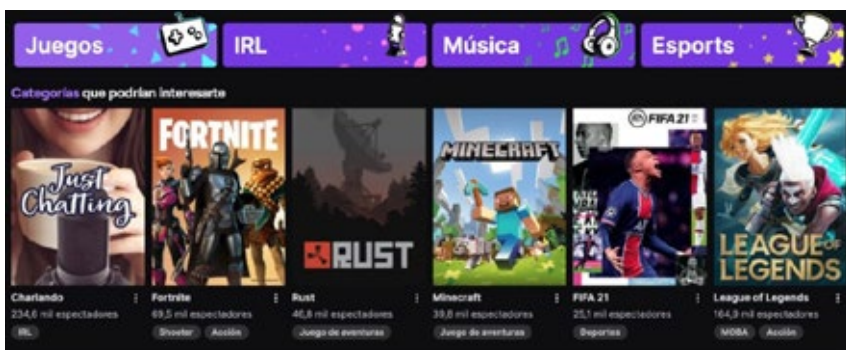 Juegos
IRL
Música
Esports
Categorías que podrían interesarte
Just
Chatting
FORTNITE
RUST
MINECRAFT
EA SPORTS FIFA 21
LEAGUE OF
LEGENDS
Charlando
234,6 mil espectadores
IRL
Fortnite
69,5 mil espectadores
Shooter Acción
Rust
46,8 mil espectadores
Juego de aventuras
Minecraft
39,8 mil espectadores
Juego de aventuras
FIFA 21
25,1 mil espectadores
Deportes
League of Legends
164,9 mil espectadores
MOBA Acción